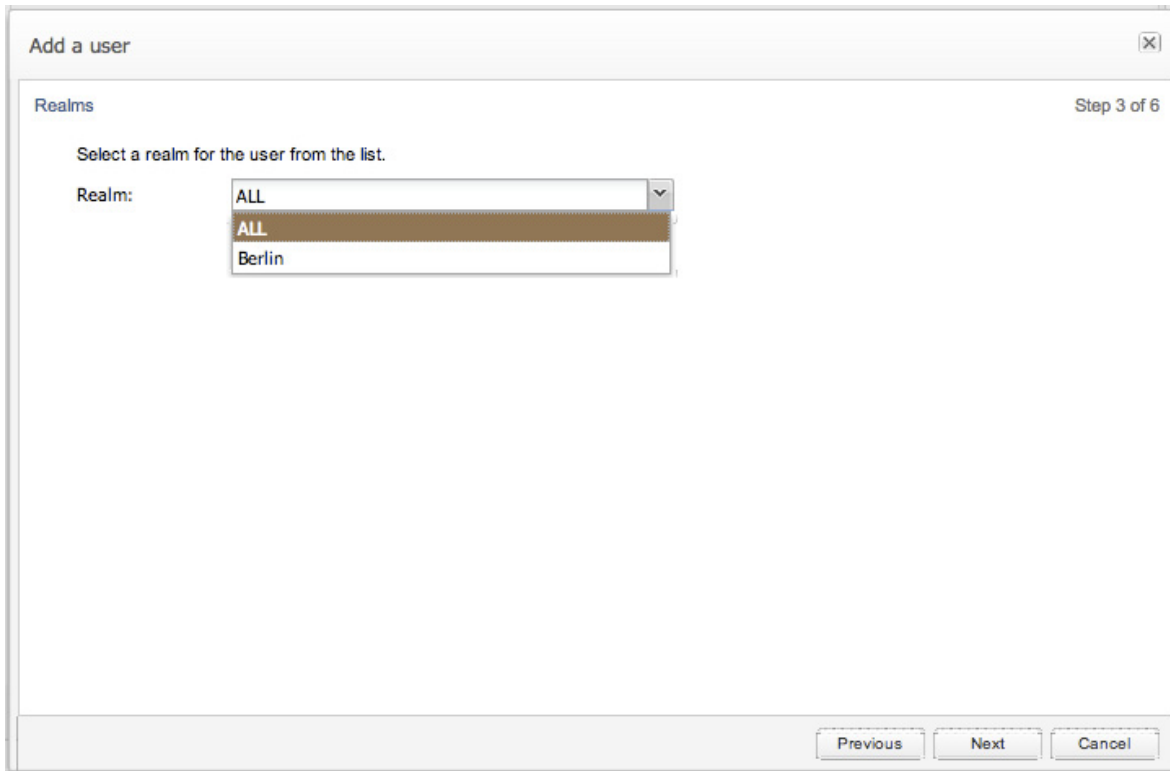 Add a user
Realms Step 3 of 6
Select a realm for the user from the list.
Realm: ALL
ALL
Berlin
Previous Next Cancel